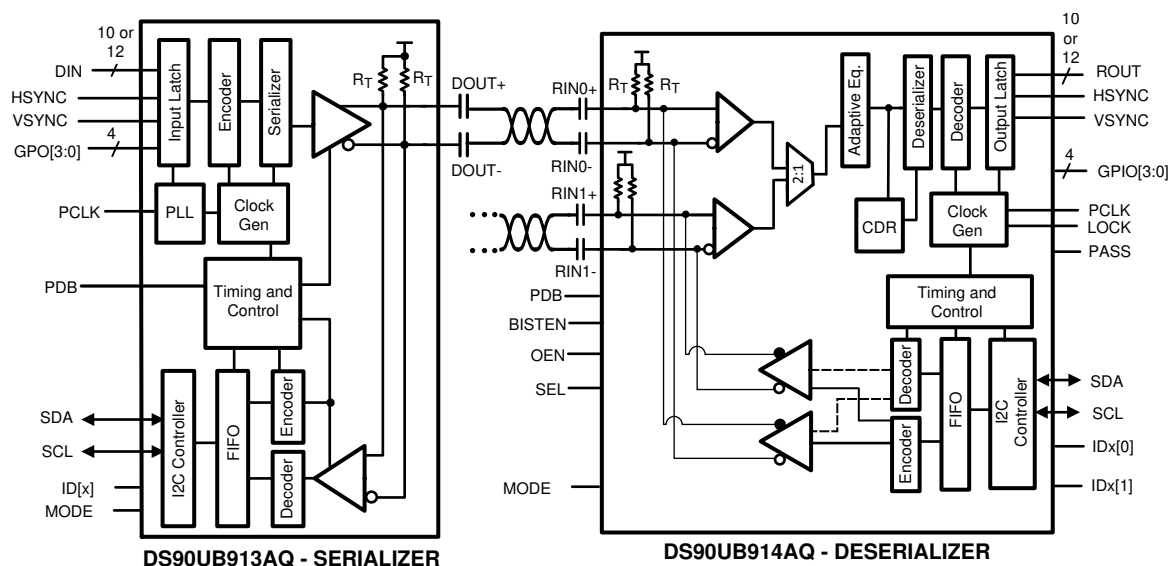 10 or
12
DIN
HSYNC
VSYNC
4
GPO[3:0]
PCLK
PDB
SDA
SCL
ID[x]
MODE
Input Latch
Encoder
Serializer
PLL
Clock
Gen
Timing and
Control
I2C Controller
FIFO
Encoder
Decoder
RT
RT
DOUT+
DOUT-
DS90UB913AQ - SERIALIZER
RIN0+
RIN0-
RIN1+
RIN1-
PDB
BISTEN
OEN
SEL
MODE
RT
RT
2:1
Adaptive Eq.
CDR
Deserializer
Decoder
Output Latch
Clock
Gen
Timing and
Control
Decoder
Encoder
FIFO
I2C
Controller
10
or
12
ROUT
HSYNC
VSYNC
4
GPIO[3:0]
PCLK
LOCK
PASS
SDA
SCL
IDx[0]
IDx[1]
DS90UB914AQ - DESERIALIZER